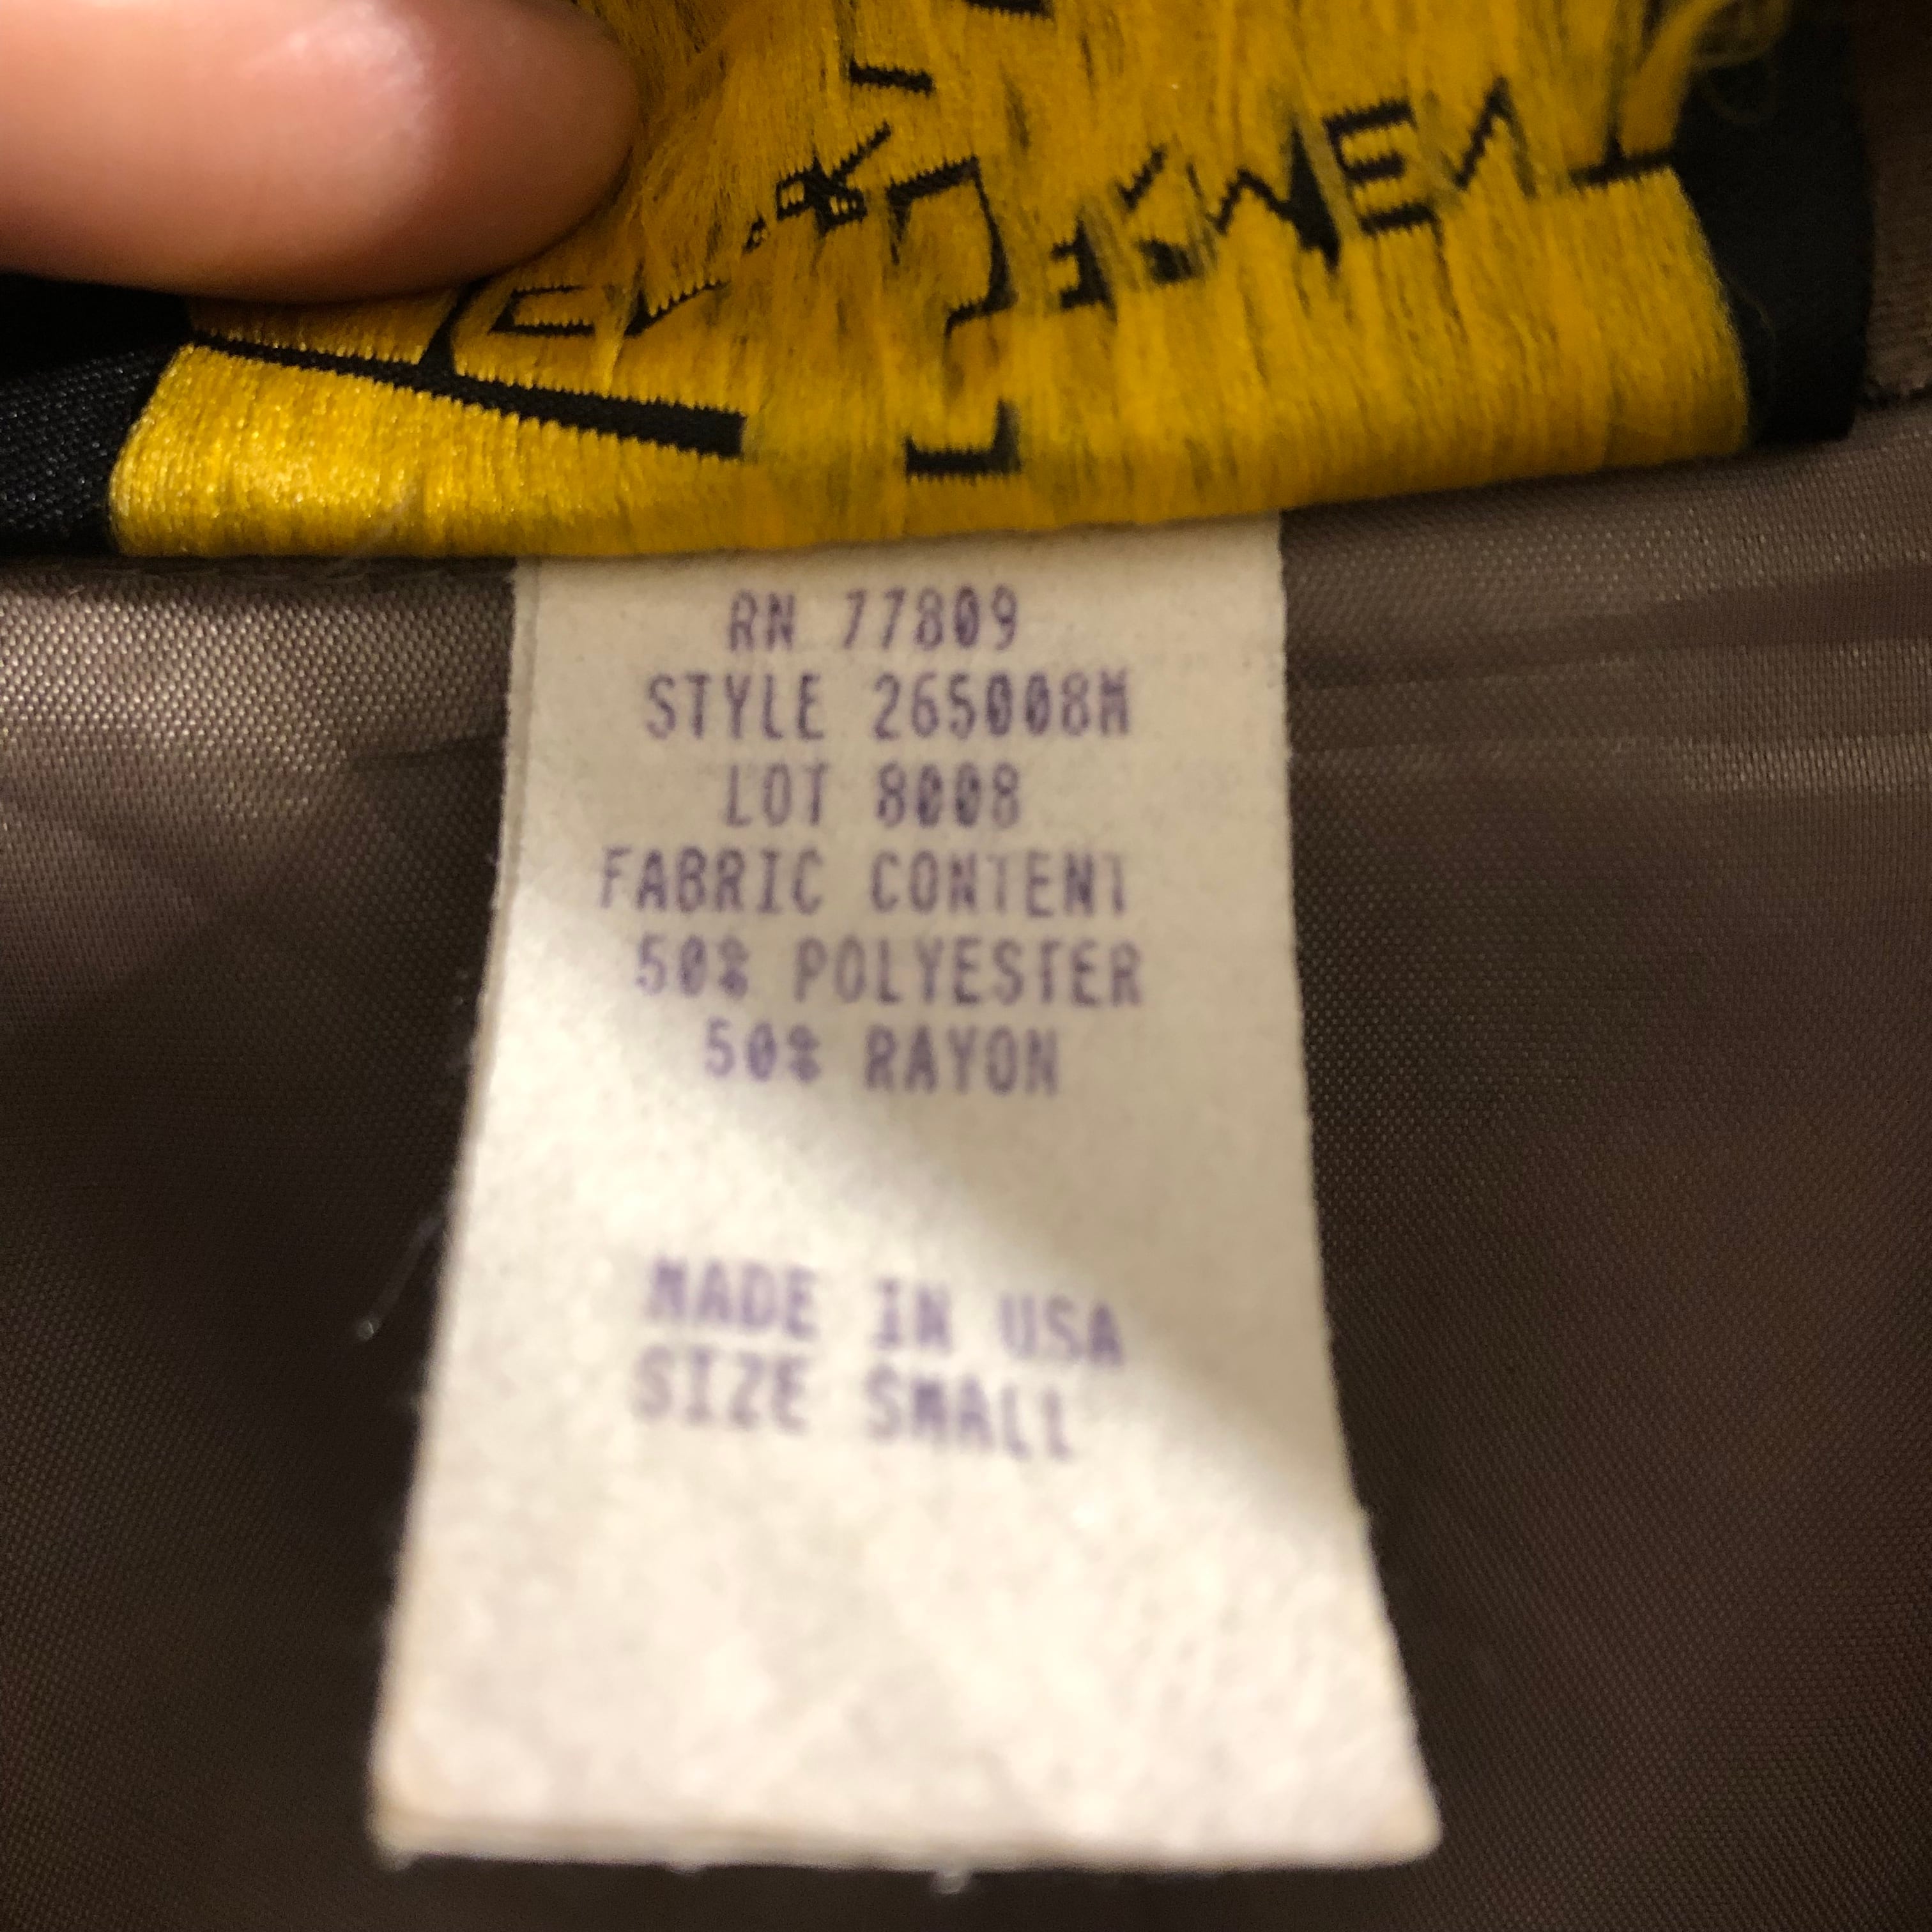 RN 77809
STYLE 265008M
LOT 8008
FABRIC CONTENT
50% POLYESTER
50% RAYON
MADE IN USA
SIZE SMALL